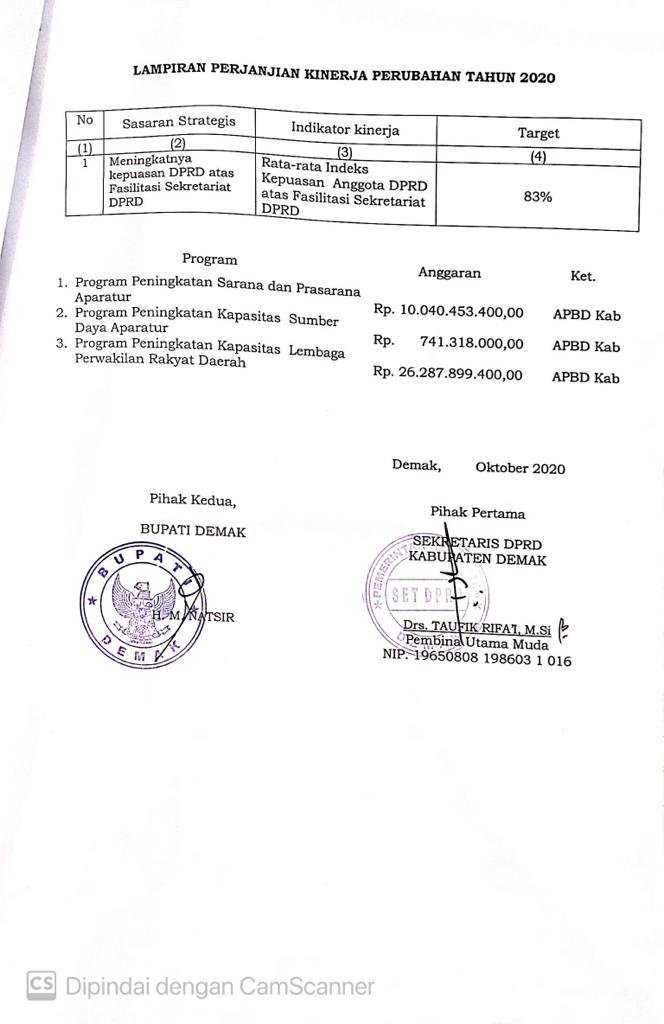 LAMPIRAN PERJANJIAN KINERJA PERUBAHAN TAHUN 2020
No Sasaran Strategis Indikator kinerja Target
(1) (2) (3) (4)
1 Meningkatnya kepuasan DPRD atas Fasilitasi Sekretariat DPRD Rata-rata Indeks Kepuasan Anggota DPRD atas Fasilitasi Sekretariat DPRD 83%
Program Anggaran Ket.
1. Program Peningkatan Sarana dan Prasarana
Aparatur Rp. 10.040.453.400,00 APBD Kab
2. Program Peningkatan Kapasitas Sumber
Daya Aparatur Rp. 741.318.000,00 APBD Kab
3. Program Peningkatan Kapasitas Lembaga
Perwakilan Rakyat Daerah Rp. 26.287.899.400,00 APBD Kab
Demak, Oktober 2020
Pihak Kedua,
BUPATI DEMAK
BUPATI
DEMAK
H. M. NATSIR
Pihak Pertama
SEKRETARIS DPRD
KABUPATEN DEMAK
SET DPRD
Drs. TAUFIK RIFA'I, M.Si
Pembina Utama Muda
NIP. 19650808 198603 1 016
CS Dipindai dengan CamScanner